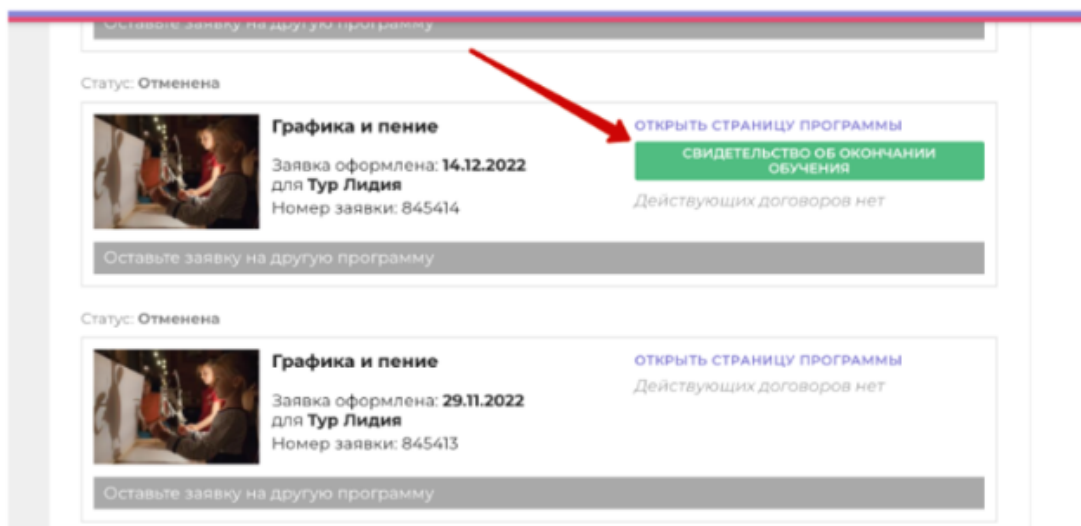 Оставьте заявку на другую программу
Статус: Отменена
Графика и пение
Заявка оформлена: 14.12.2022
для Тур Лидия
Номер заявки: 845414
ОТКРЫТЬ СТРАНИЦУ ПРОГРАММЫ
СВИДЕТЕЛЬСТВО ОБ ОКОНЧАНИИ
ОБУЧЕНИЯ
Действующих договоров нет
Оставьте заявку на другую программу
Статус: Отменена
Графика и пение
Заявка оформлена: 29.11.2022
для Тур Лидия
Номер заявки: 845413
ОТКРЫТЬ СТРАНИЦУ ПРОГРАММЫ
Действующих договоров нет
Оставьте заявку на другую программу